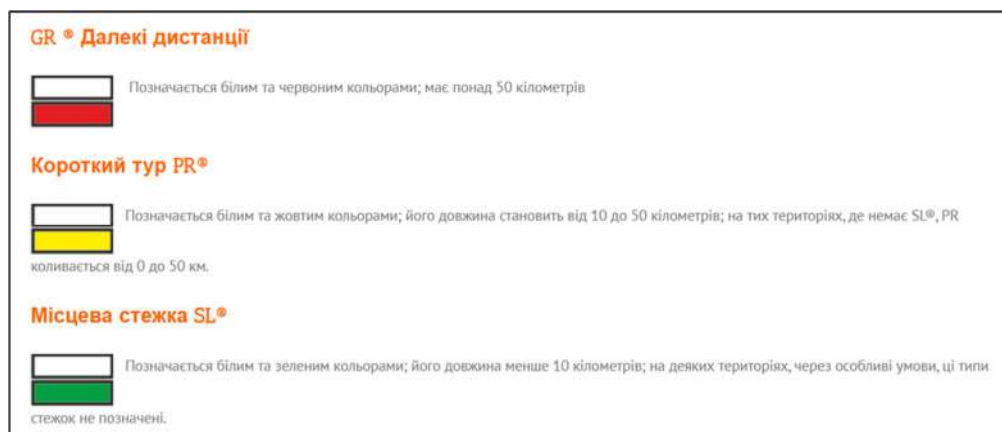 GR ® Далекі дистанції
Позначається білим та червоним кольорами; має понад 50 кілометрів
Короткий тур PR®
Позначається білим та жовтим кольорами; його довжина становить від 10 до 50 кілометрів; на тих територіях, де немає SL®, PR
коливається від 0 до 50 км.
Місцева стежка SL®
Позначається білим та зеленим кольорами; його довжина менше 10 кілометрів; на деяких територіях, через особливі умови, ці типи
стежок не позначені.